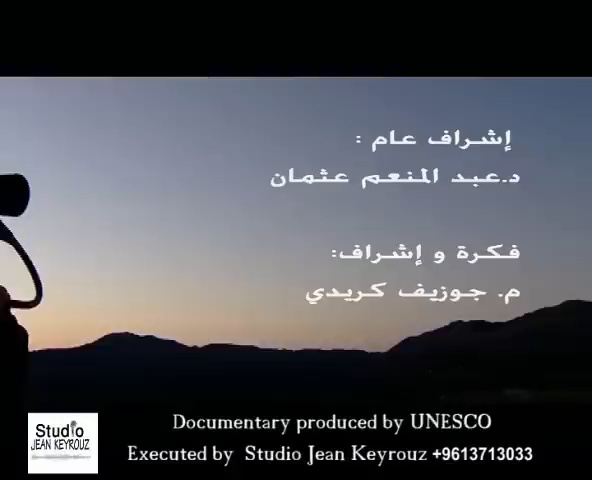 إشراف عام :
د.عبد المنعم عثمان
فكرة و إشراف:
م. جوزيف كريدي
Studio
JEAN KEYROUZ
Documentary produced by UNESCO
Executed by Studio Jean Keyrouz +9613713033